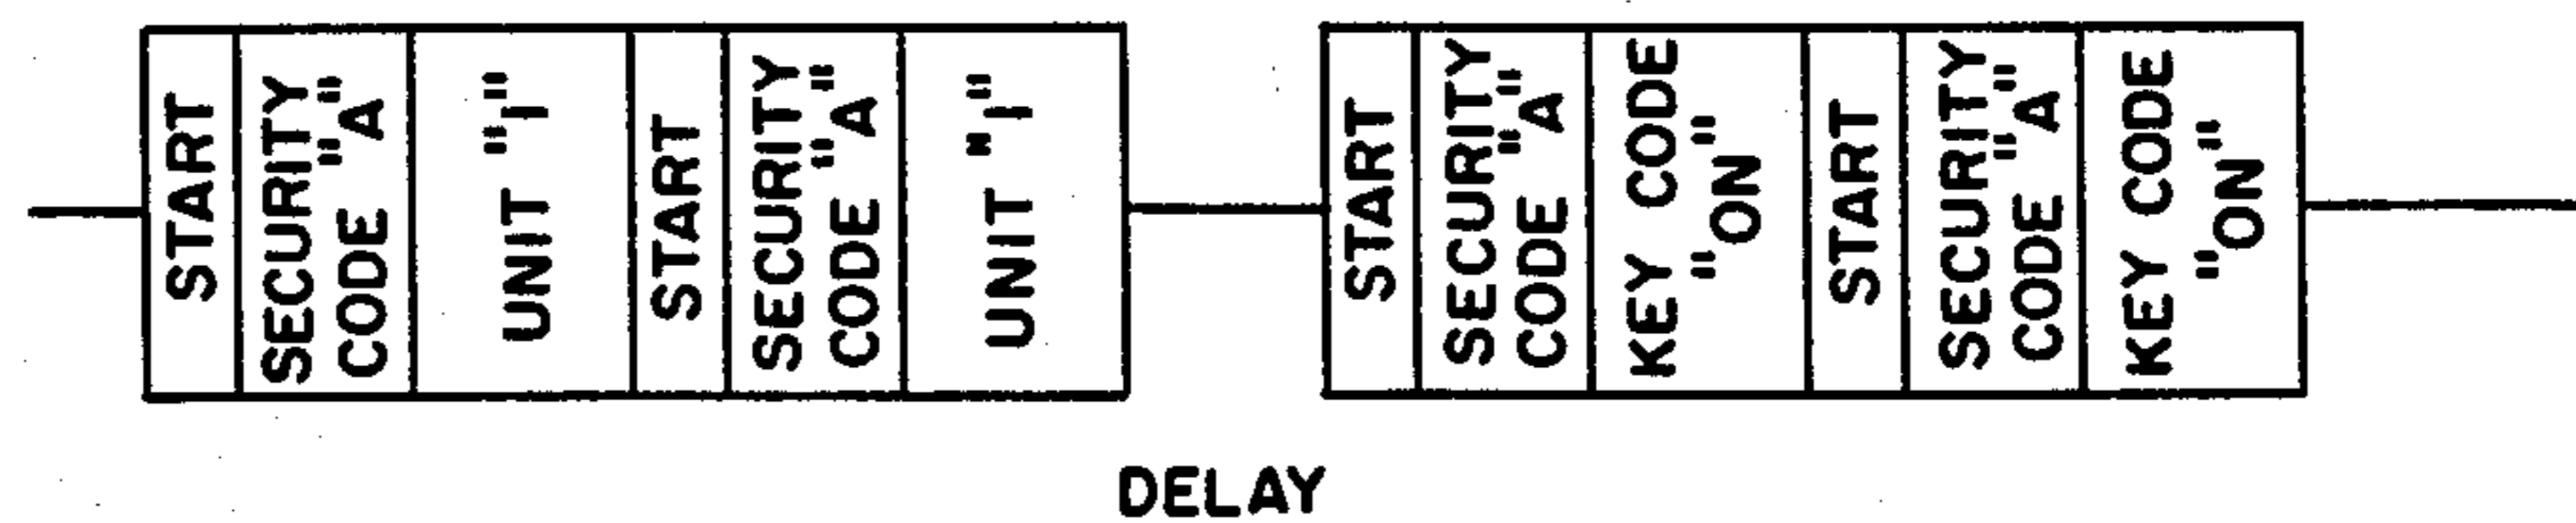 START
SECURITY
CODE "A"
UNIT "1"
START
SECURITY
CODE "A"
UNIT "1"
START
SECURITY
CODE "A"
KEY CODE
"ON"
START
SECURITY
CODE "A"
KEY CODE
"ON"
DELAY